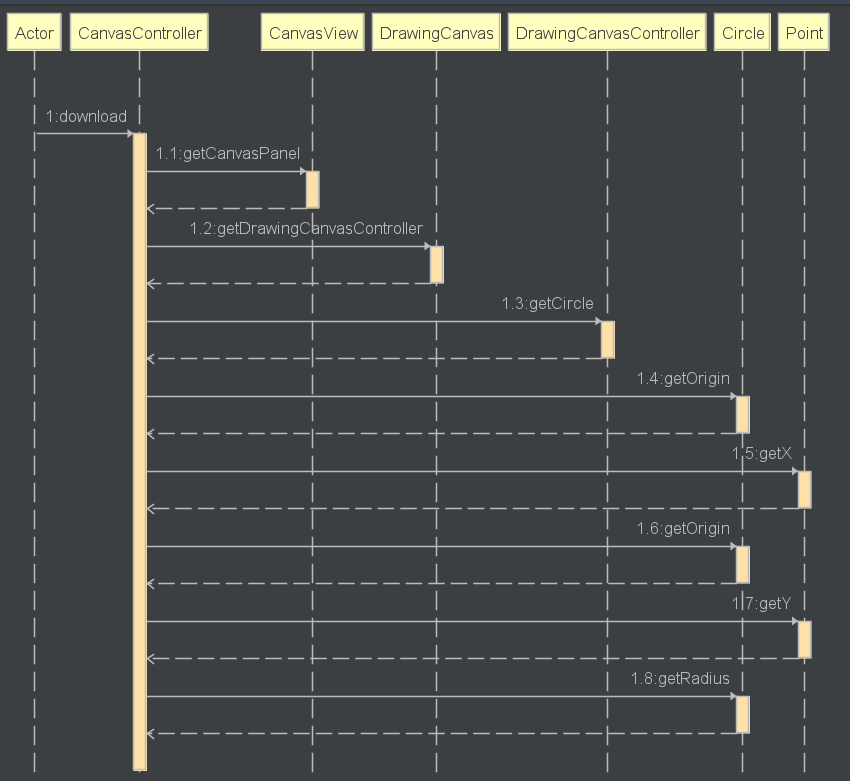 Actor CanvasController CanvasView DrawingCanvas DrawingCanvasController Circle Point
1:download
1.1:getCanvasPanel
1.2:getDrawingCanvasController
1.3:getCircle
1.4:getOrigin
1.5:getX
1.6:getOrigin
1.7:getY
1.8:getRadius